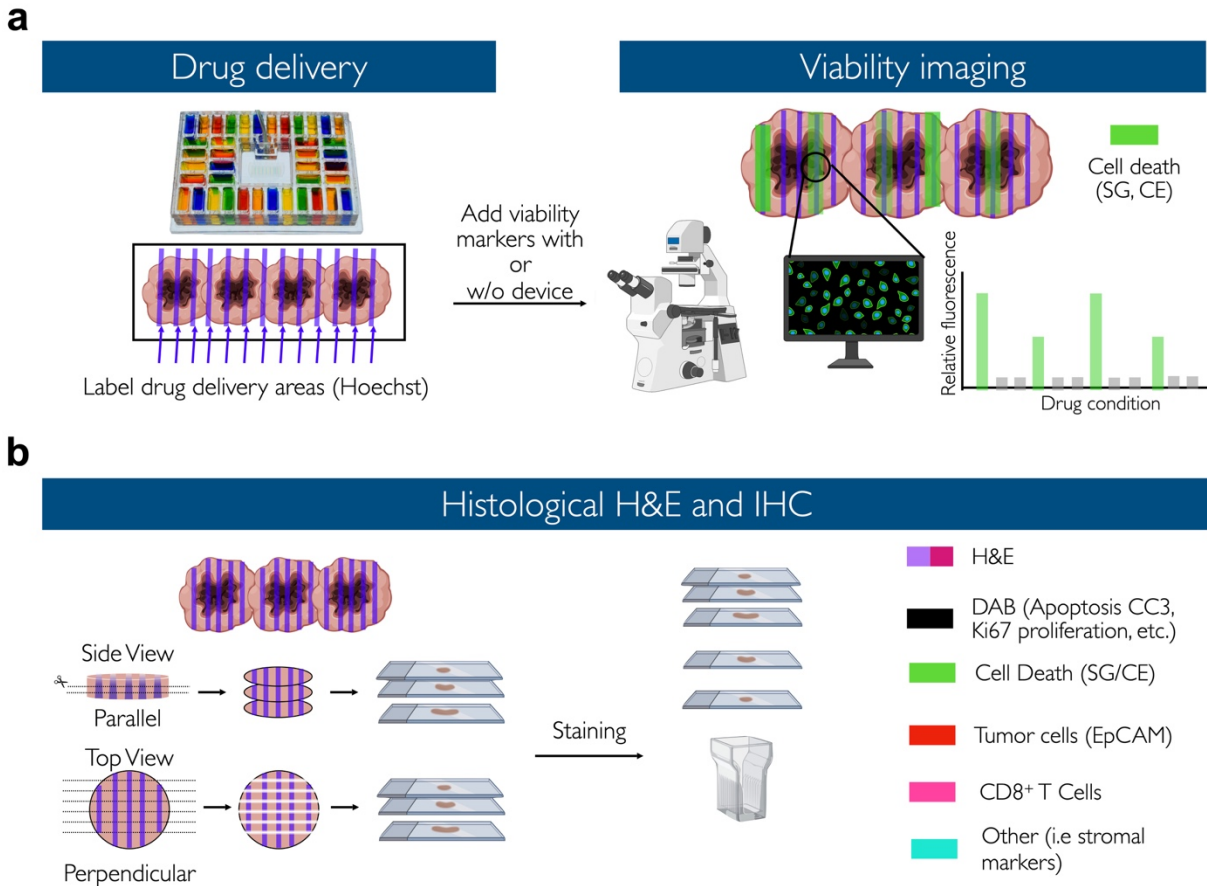 a
Drug delivery
Viability imaging
Add viability
markers with
or
w/o device
Cell death
(SG, CE)
Label drug delivery areas (Hoechst)
Relative fluorescence
Drug condition
b
Histological H&E and IHC
Side View
Parallel
Top View
Perpendicular
Staining
H&E
DAB (Apoptosis CC3,
Ki67 proliferation, etc.)
Cell Death (SG/CE)
Tumor cells (EpCAM)
CD8⁺ T Cells
Other (i.e stromal
markers)